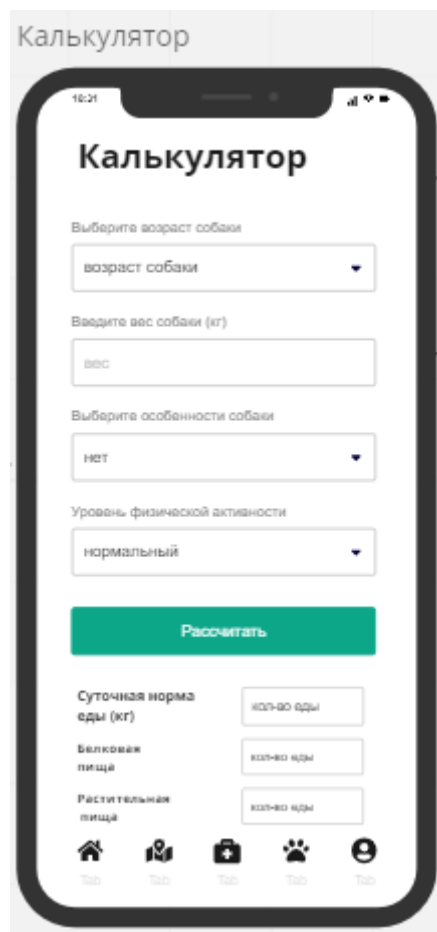 Калькулятор
10:21
Калькулятор
Выберите возраст собаки
возраст собаки
Введите вес собаки (кг)
вес
Выберите особенности собаки
нет
Уровень физической активности
нормальный
Рассчитать
Суточная норма
еды (кг)
кол-во еды
Белковая
пища
кол-во еды
Растительная
пища
кол-во еды
Tab Tab Tab Tab Tab